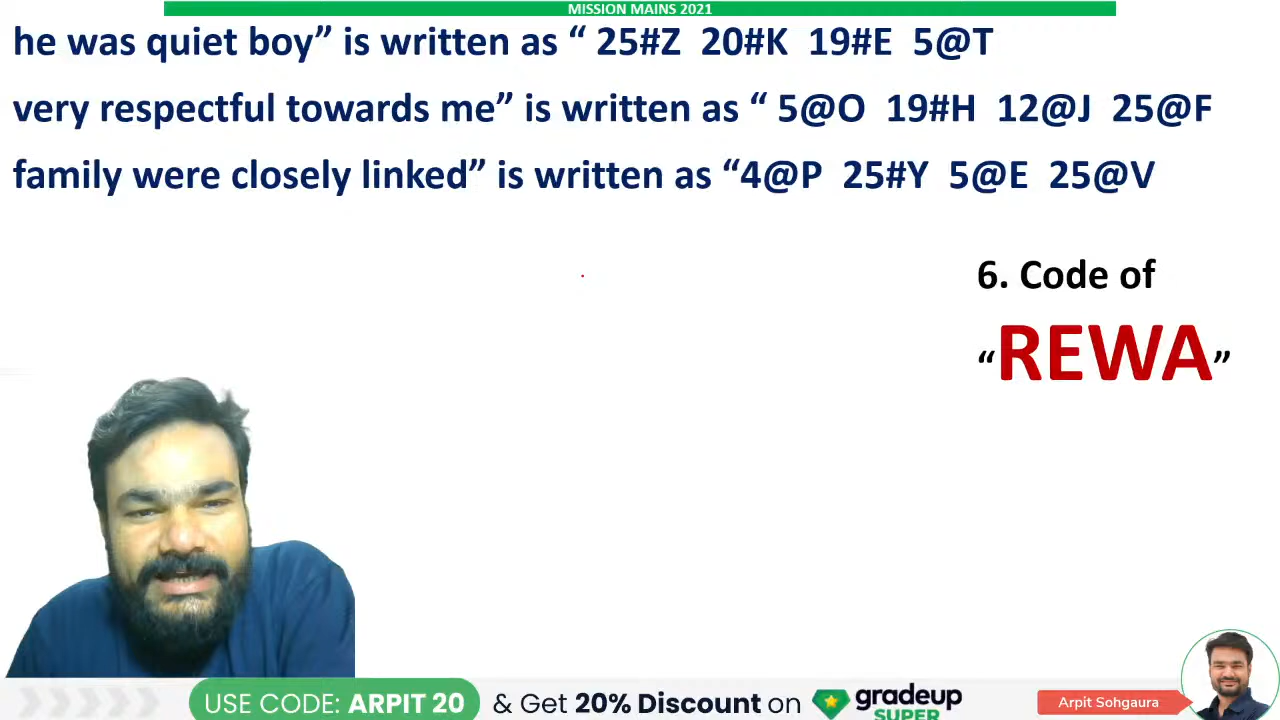 MISSION MAINS 2021
he was quiet boy” is written as “ 25#Z 20#K 19#E 5@T
very respectful towards me” is written as “ 5@O 19#H 12@J 25@F
family were closely linked” is written as “4@P 25#Y 5@E 25@V
6. Code of
“REWA”
USE CODE: ARPIT 20 & Get 20% Discount on gradeup SUPER
Arpit Sohgaura